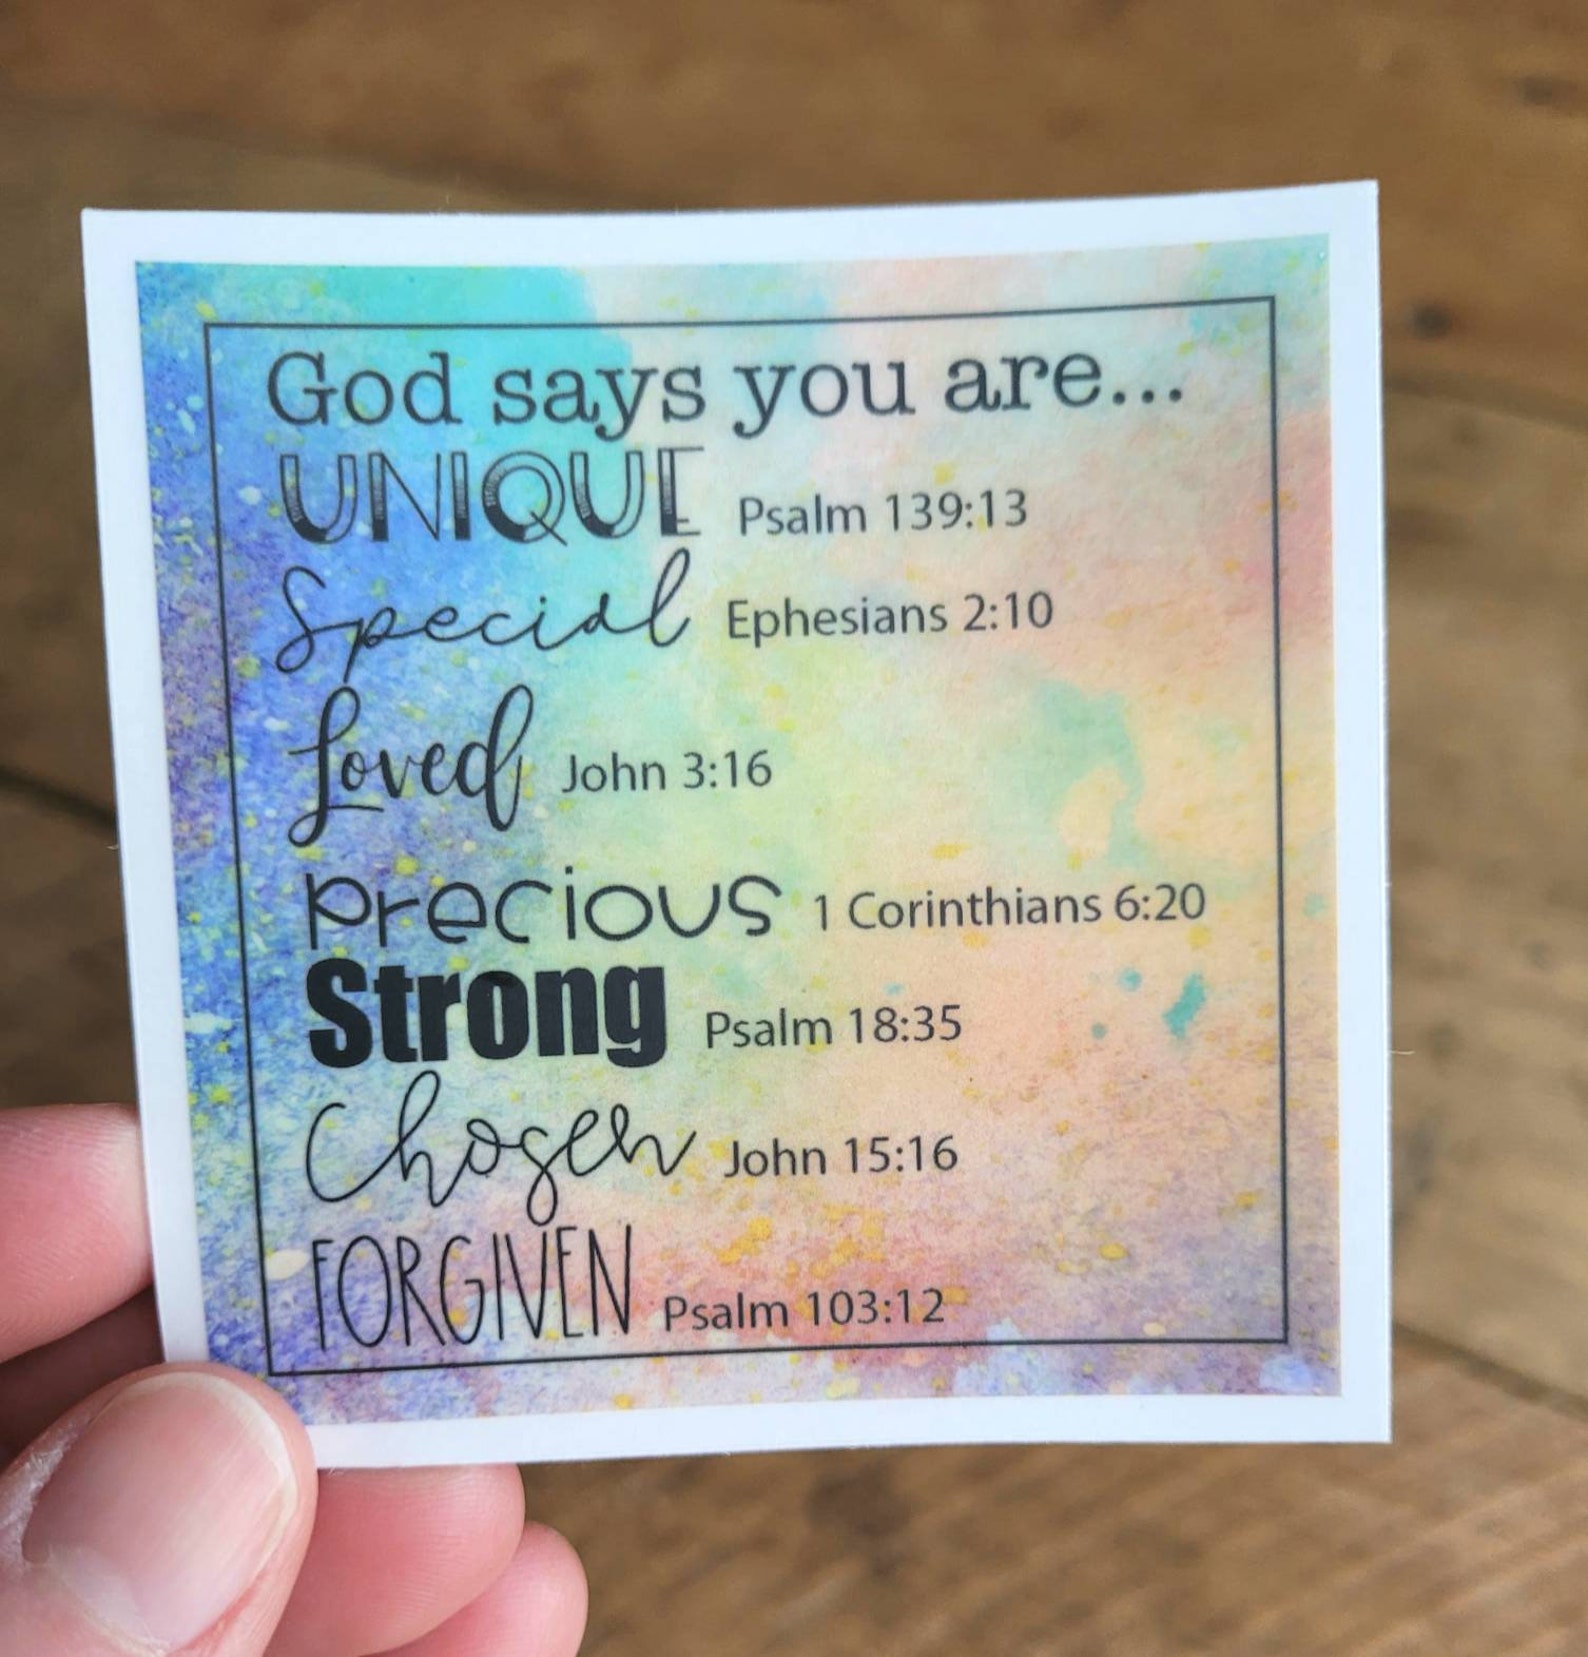 God says you are...
UNIQUE Psalm 139:13
Special Ephesians 2:10
Loved John 3:16
Precious 1 Corinthians 6:20
Strong Psalm 18:35
Chosen John 15:16
FORGIVEN Psalm 103:12